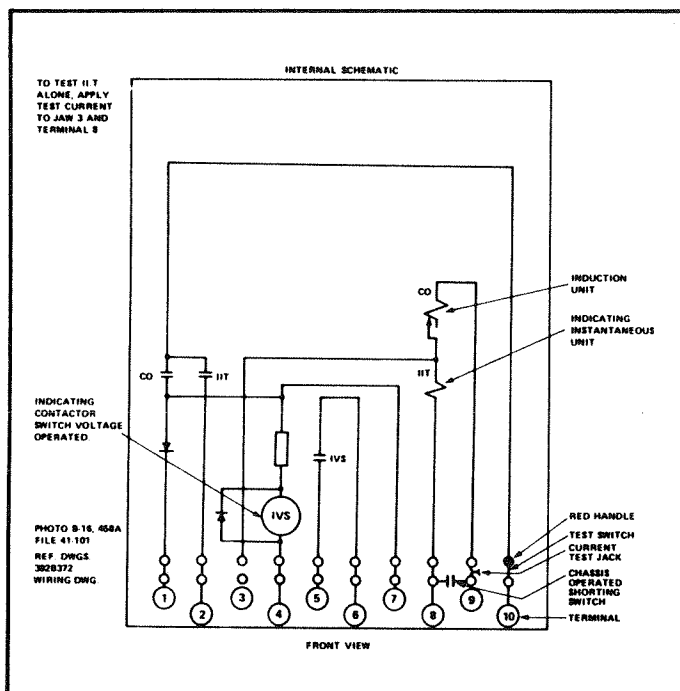 INTERNAL SCHEMATIC
TO TEST IIT
ALONE, APPLY
TEST CURRENT
TO JAW 3 AND
TERMINAL 8
CO
INDUCTION
UNIT
INDICATING
INSTANTANEOUS
UNIT
IIT
CO
IIT
INDICATING
CONTACTOR
SWITCH VOLTAGE
OPERATED
IVS
IVS
PHOTO 9-16, 458A
FILE 41-101
REF. DWGS.
3928372
WIRING DWG.
RED HANDLE
TEST SWITCH
CURRENT
TEST JACK
CHASSIS
OPERATED
SHORTING
SWITCH
TERMINAL
1 2 3 4 5 6 7 8 9 10
FRONT VIEW